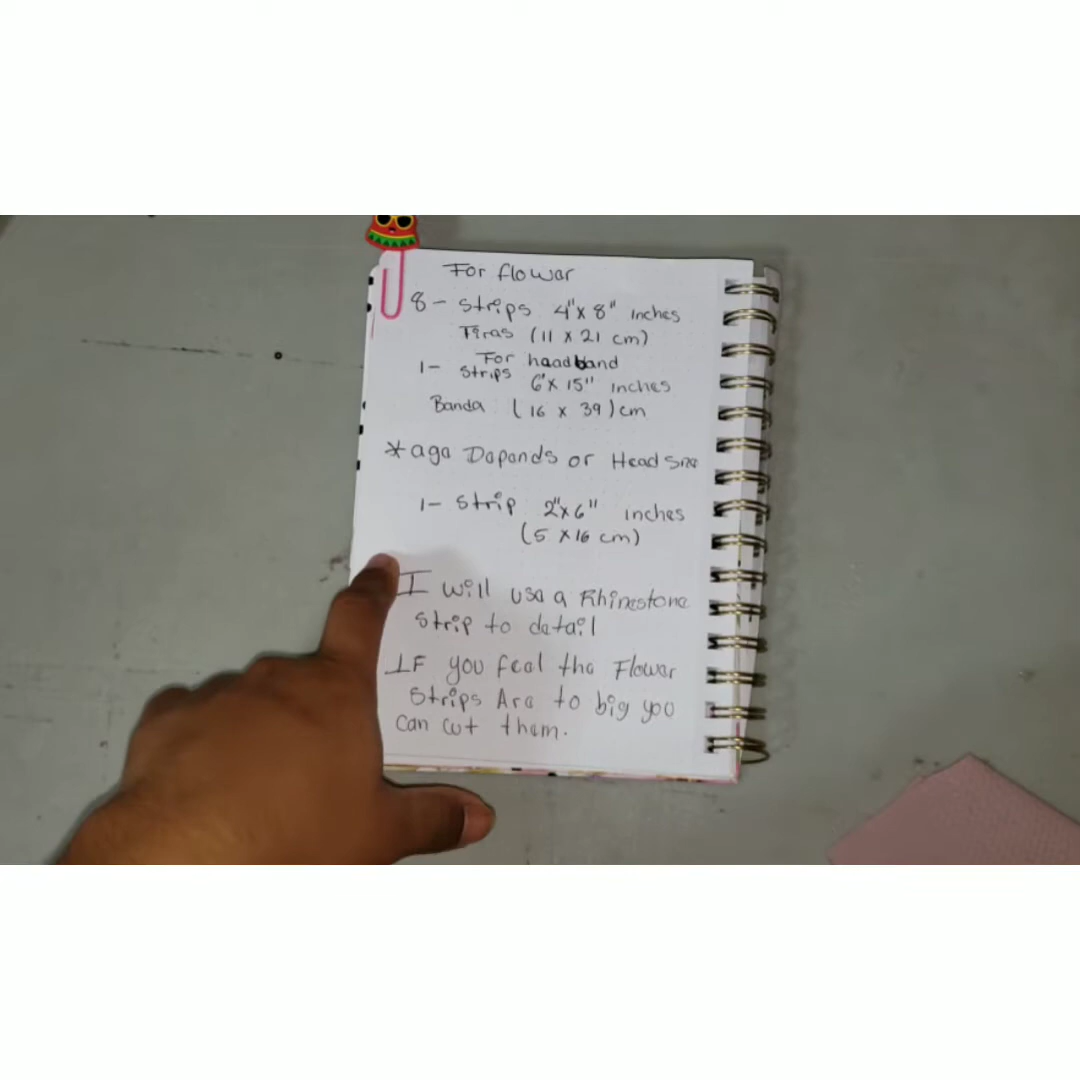 For flower
8 - strips 4"x 8" inches
Tiras (11 x 21 cm)
For headband
1- strips 6"x 15" inches
Banda (16 x 39) cm
*age Depends or Head Size
1- strip 2"x6" inches
(5 x16 cm)
I will use a Rhinestone
strip to detail
IF you feel the Flower
strips Are to big you
can cut them.